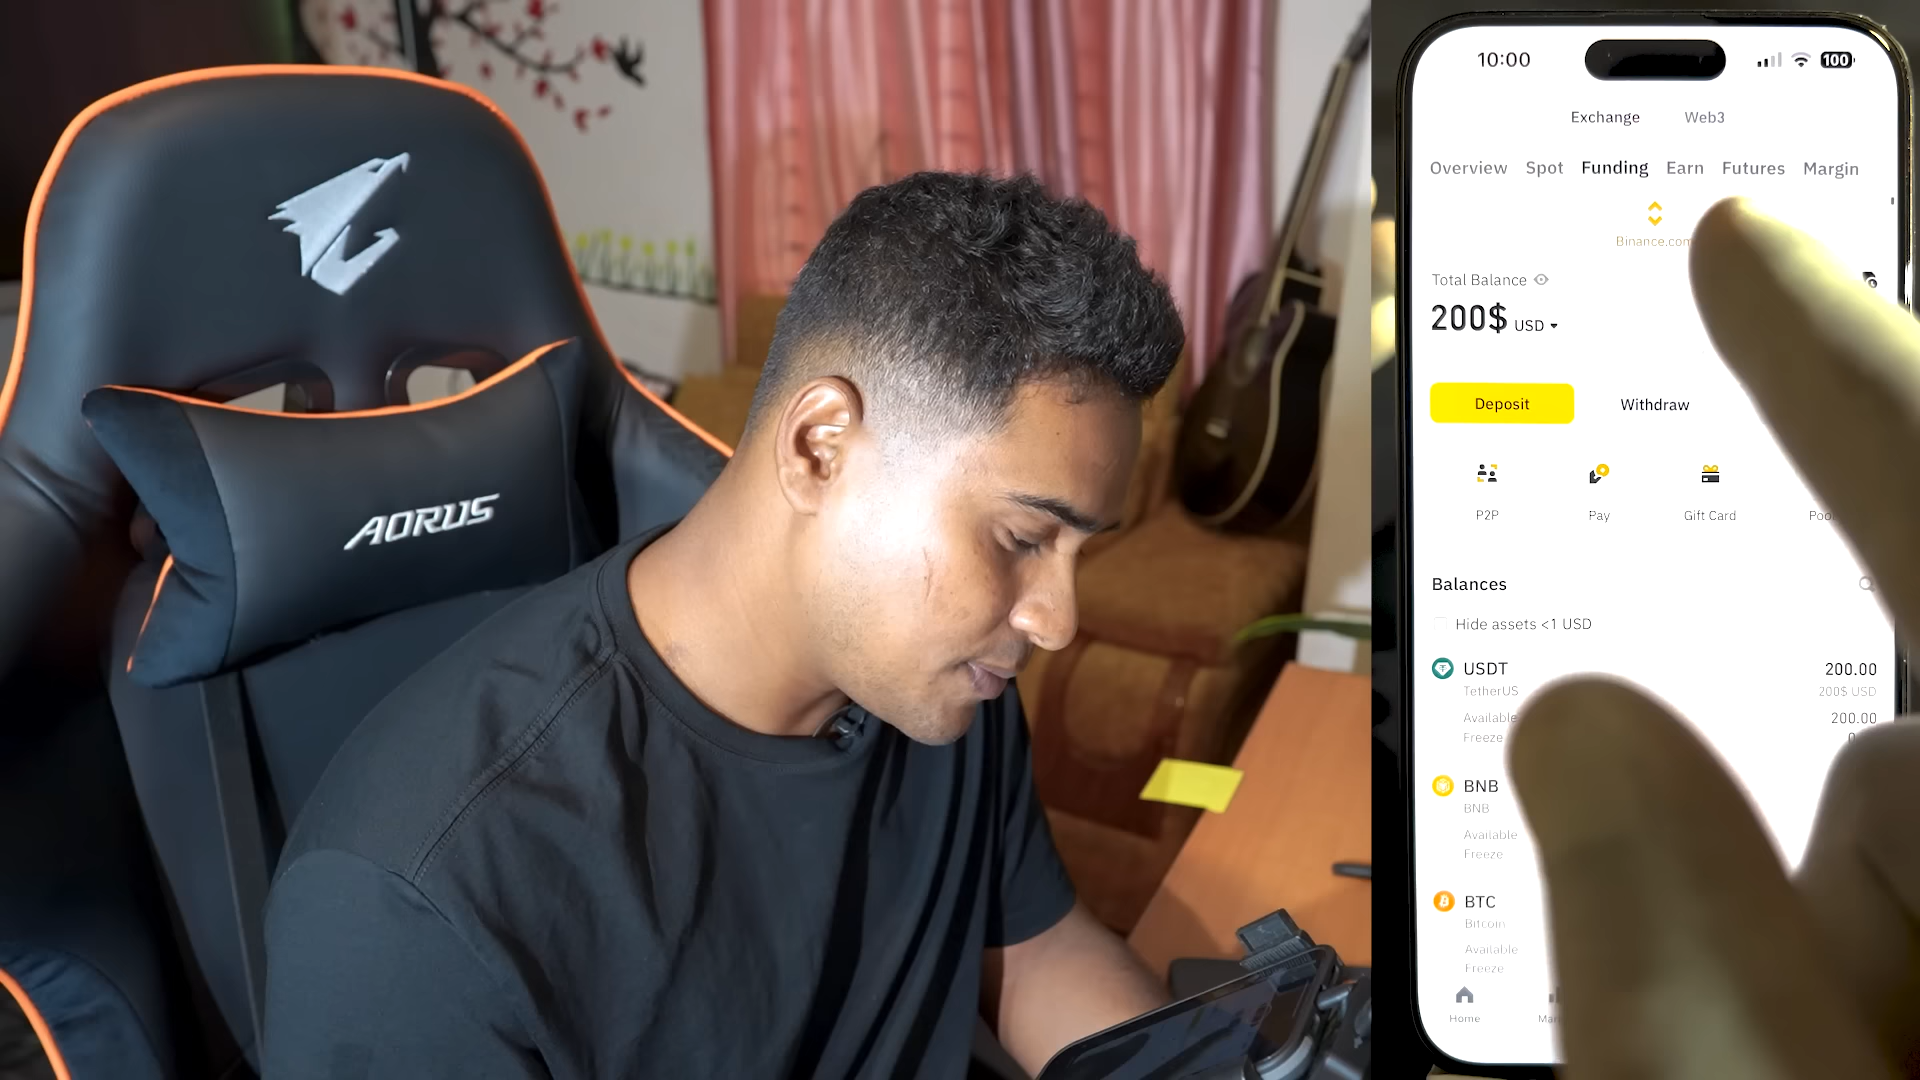 AORUS
10:00
100
Exchange Web3
Overview Spot Funding Earn Futures Margin
Binance.com
Total Balance
200$ USD
Deposit Withdraw
P2P Pay Gift Card
Balances
Hide assets <1 USD
USDT 200.00
TetherUS 200$ USD
Available 200.00
Freeze
BNB
BNB
Available
Freeze
BTC
Bitcoin
Available
Freeze
Home